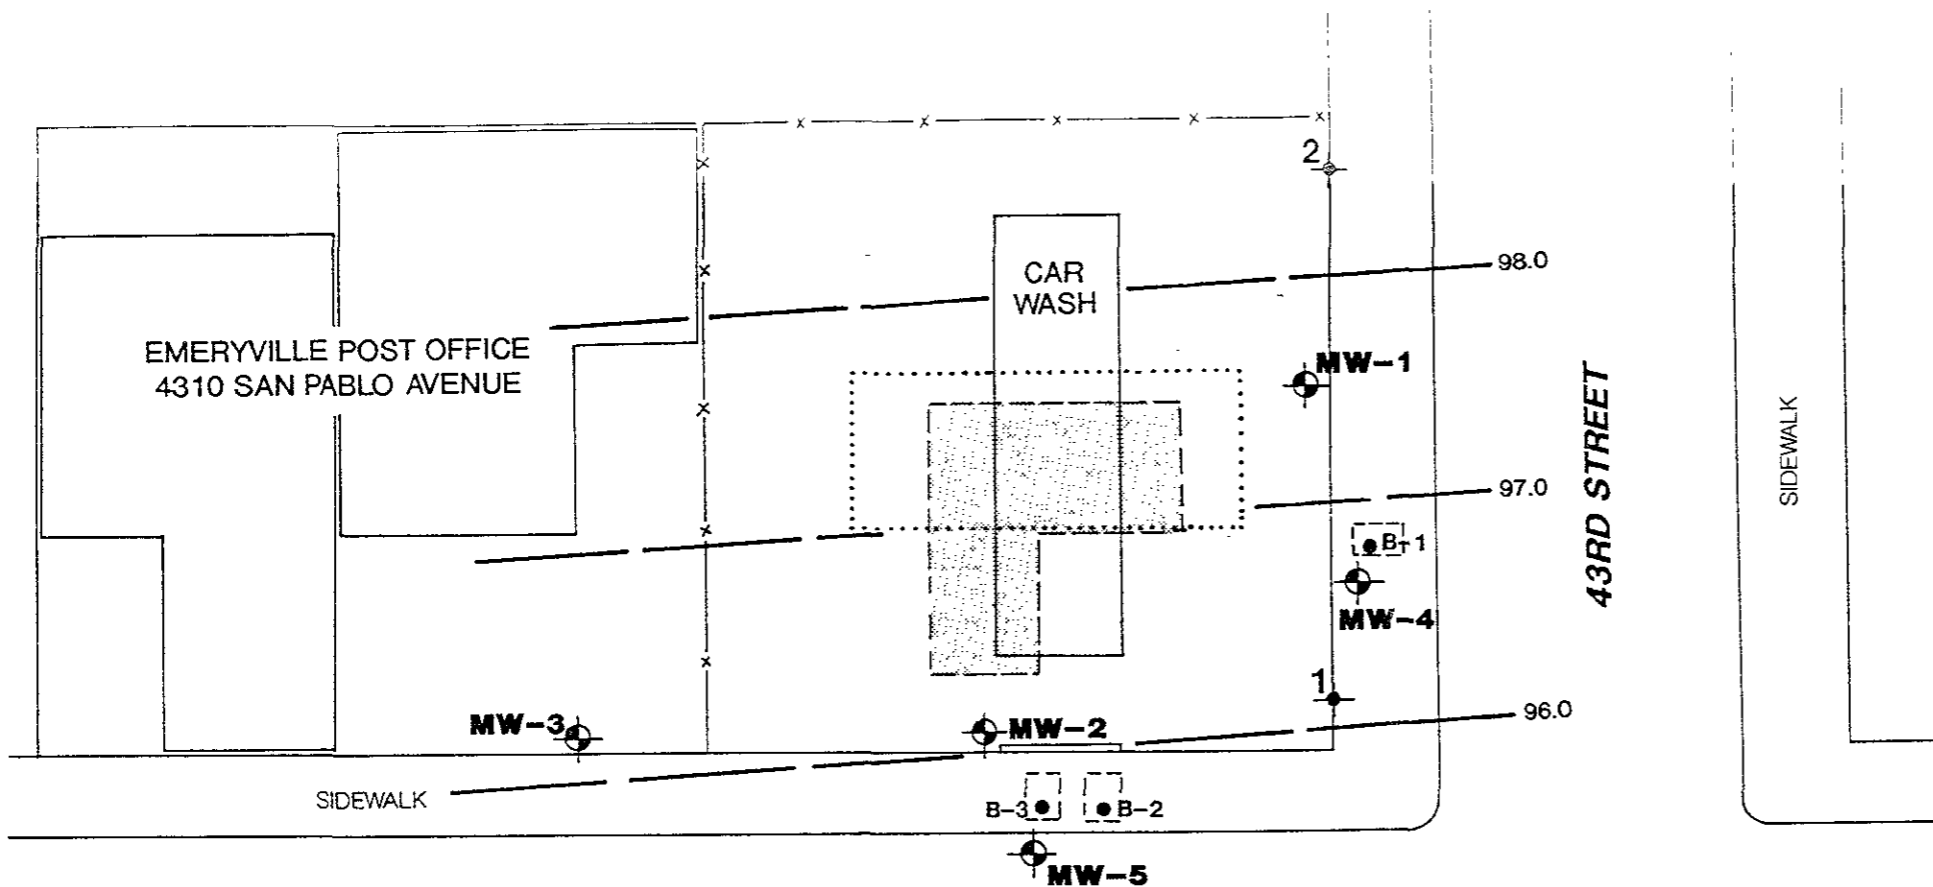 2
98.0
CAR
WASH
EMERYVILLE POST OFFICE
4310 SAN PABLO AVENUE
MW-1
43RD STREET
SIDEWALK
97.0
B-1
MW-4
1
96.0
MW-3
MW-2
SIDEWALK
B-3
B-2
MW-5